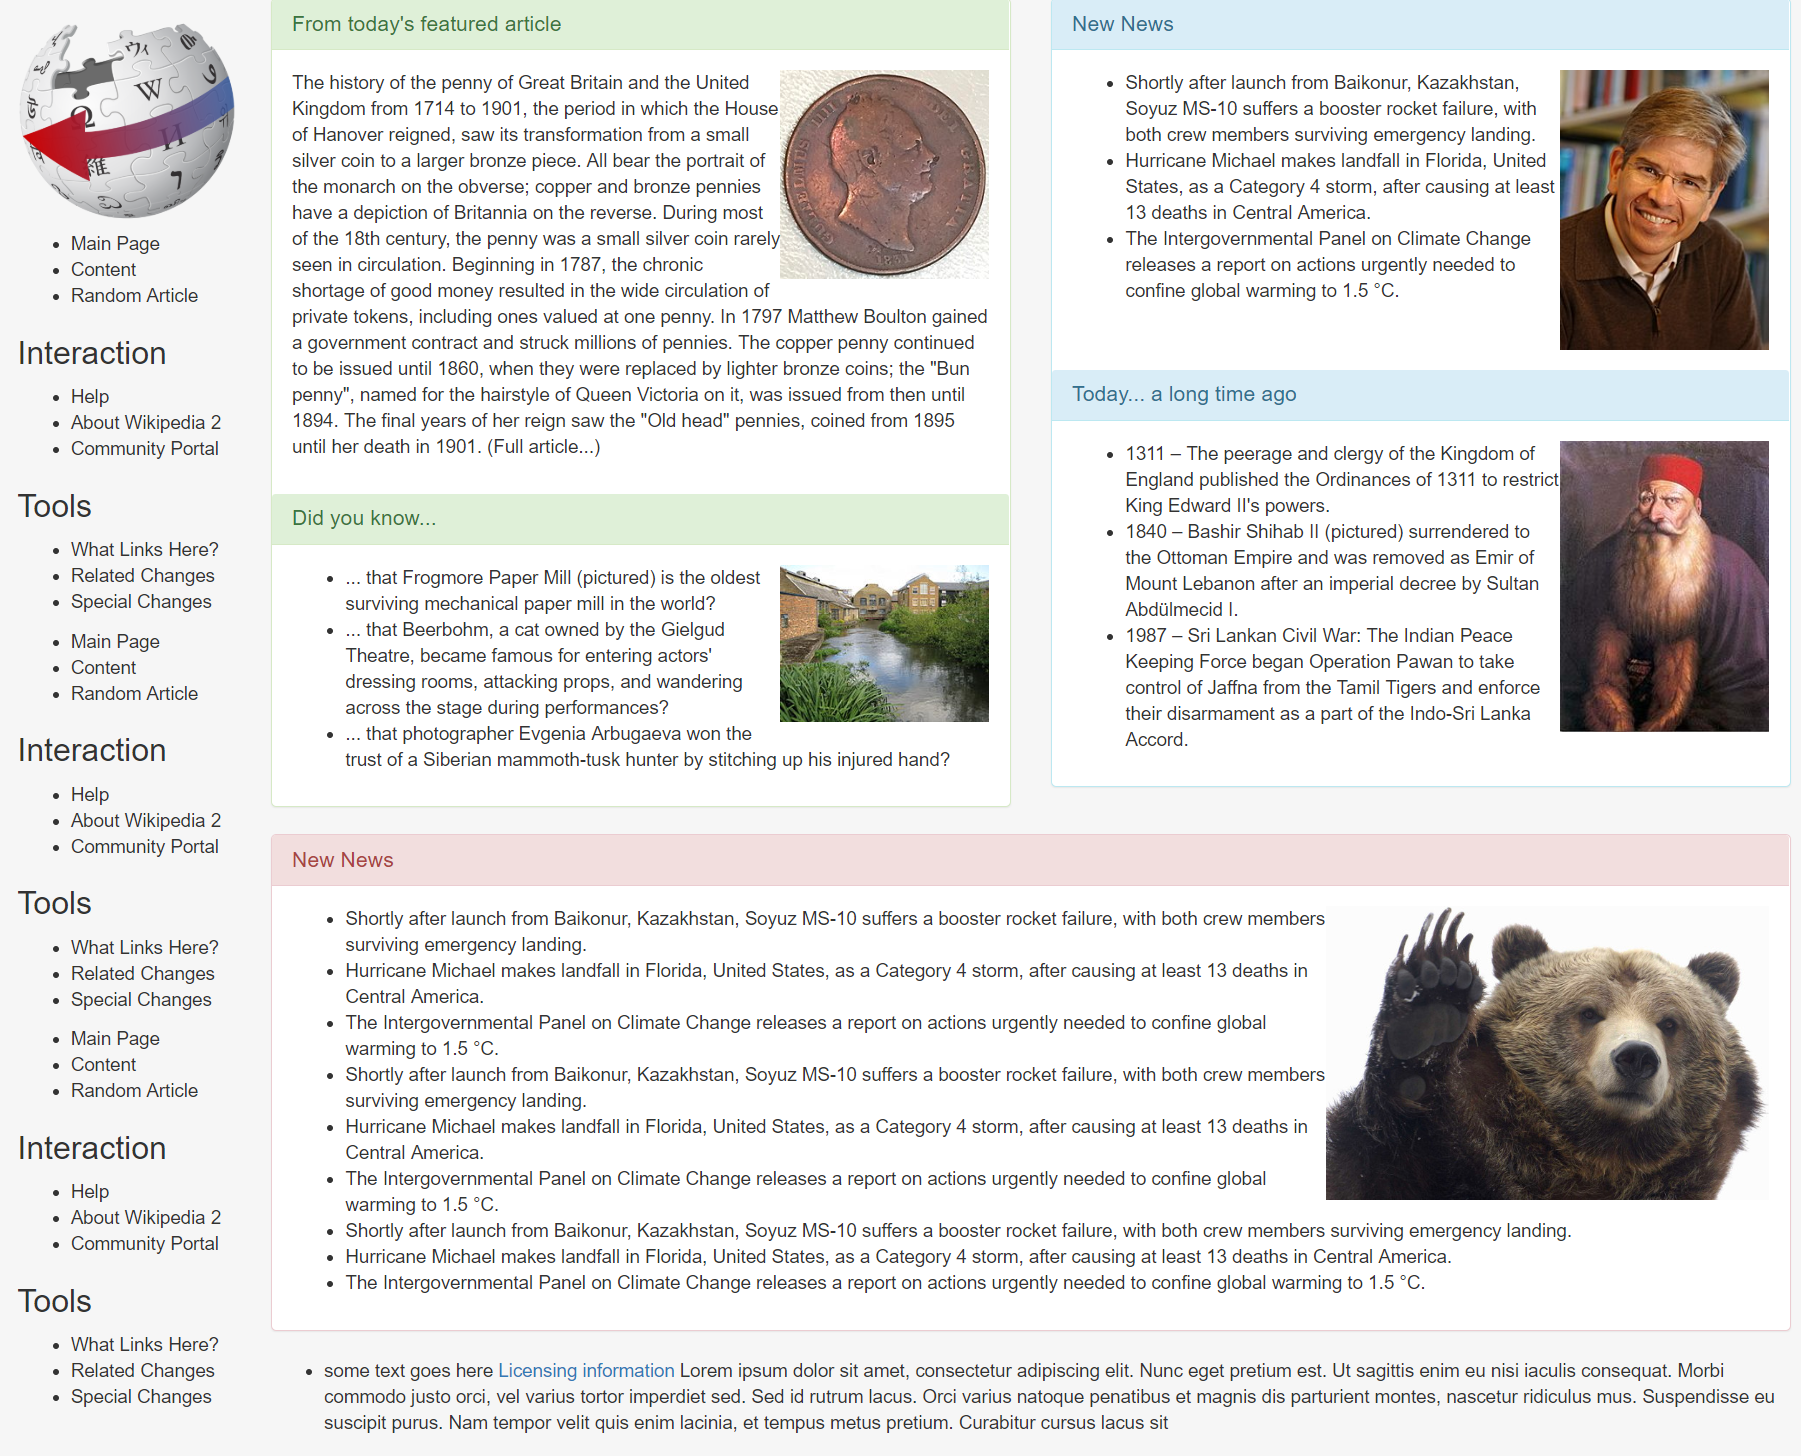 Main Page
Content
Random Article
Interaction
Help
About Wikipedia 2
Community Portal
Tools
What Links Here?
Related Changes
Special Changes
Main Page
Content
Random Article
Interaction
Help
About Wikipedia 2
Community Portal
Tools
What Links Here?
Related Changes
Special Changes
Main Page
Content
Random Article
Interaction
Help
About Wikipedia 2
Community Portal
Tools
What Links Here?
Related Changes
Special Changes
From today's featured article
The history of the penny of Great Britain and the United
Kingdom from 1714 to 1901, the period in which the House
of Hanover reigned, saw its transformation from a small
silver coin to a larger bronze piece. All bear the portrait of
the monarch on the obverse; copper and bronze pennies
have a depiction of Britannia on the reverse. During most
of the 18th century, the penny was a small silver coin rarely
seen in circulation. Beginning in 1787, the chronic
shortage of good money resulted in the wide circulation of
private tokens, including ones valued at one penny. In 1797 Matthew Boulton gained
a government contract and struck millions of pennies. The copper penny continued
to be issued until 1860, when they were replaced by lighter bronze coins; the "Bun
penny", named for the hairstyle of Queen Victoria on it, was issued from then until
1894. The final years of her reign saw the "Old head" pennies, coined from 1895
until her death in 1901. (Full article...)
Did you know...
... that Frogmore Paper Mill (pictured) is the oldest
surviving mechanical paper mill in the world?
... that Beerbohm, a cat owned by the Gielgud
Theatre, became famous for entering actors'
dressing rooms, attacking props, and wandering
across the stage during performances?
... that photographer Evgenia Arbugaeva won the
trust of a Siberian mammoth-tusk hunter by stitching up his injured hand?
New News
Shortly after launch from Baikonur, Kazakhstan,
Soyuz MS-10 suffers a booster rocket failure, with
both crew members surviving emergency landing.
Hurricane Michael makes landfall in Florida, United
States, as a Category 4 storm, after causing at least
13 deaths in Central America.
The Intergovernmental Panel on Climate Change
releases a report on actions urgently needed to
confine global warming to 1.5 °C.
Today... a long time ago
1311 – The peerage and clergy of the Kingdom of
England published the Ordinances of 1311 to restrict
King Edward II's powers.
1840 – Bashir Shihab II (pictured) surrendered to
the Ottoman Empire and was removed as Emir of
Mount Lebanon after an imperial decree by Sultan
Abdülmecid I.
1987 – Sri Lankan Civil War: The Indian Peace
Keeping Force began Operation Pawan to take
control of Jaffna from the Tamil Tigers and enforce
their disarmament as a part of the Indo-Sri Lanka
Accord.
New News
Shortly after launch from Baikonur, Kazakhstan, Soyuz MS-10 suffers a booster rocket failure, with both crew members
surviving emergency landing.
Hurricane Michael makes landfall in Florida, United States, as a Category 4 storm, after causing at least 13 deaths in
Central America.
The Intergovernmental Panel on Climate Change releases a report on actions urgently needed to confine global
warming to 1.5 °C.
Shortly after launch from Baikonur, Kazakhstan, Soyuz MS-10 suffers a booster rocket failure, with both crew members
surviving emergency landing.
Hurricane Michael makes landfall in Florida, United States, as a Category 4 storm, after causing at least 13 deaths in
Central America.
The Intergovernmental Panel on Climate Change releases a report on actions urgently needed to confine global
warming to 1.5 °C.
Shortly after launch from Baikonur, Kazakhstan, Soyuz MS-10 suffers a booster rocket failure, with both crew members surviving emergency landing.
Hurricane Michael makes landfall in Florida, United States, as a Category 4 storm, after causing at least 13 deaths in Central America.
The Intergovernmental Panel on Climate Change releases a report on actions urgently needed to confine global warming to 1.5 °C.
some text goes here Licensing information Lorem ipsum dolor sit amet, consectetur adipiscing elit. Nunc eget pretium est. Ut sagittis enim eu nisi iaculis consequat. Morbi
commodo justo orci, vel varius tortor imperdiet sed. Sed id rutrum lacus. Orci varius natoque penatibus et magnis dis parturient montes, nascetur ridiculus mus. Suspendisse eu
suscipit purus. Nam tempor velit quis enim lacinia, et tempus metus pretium. Curabitur cursus lacus sit